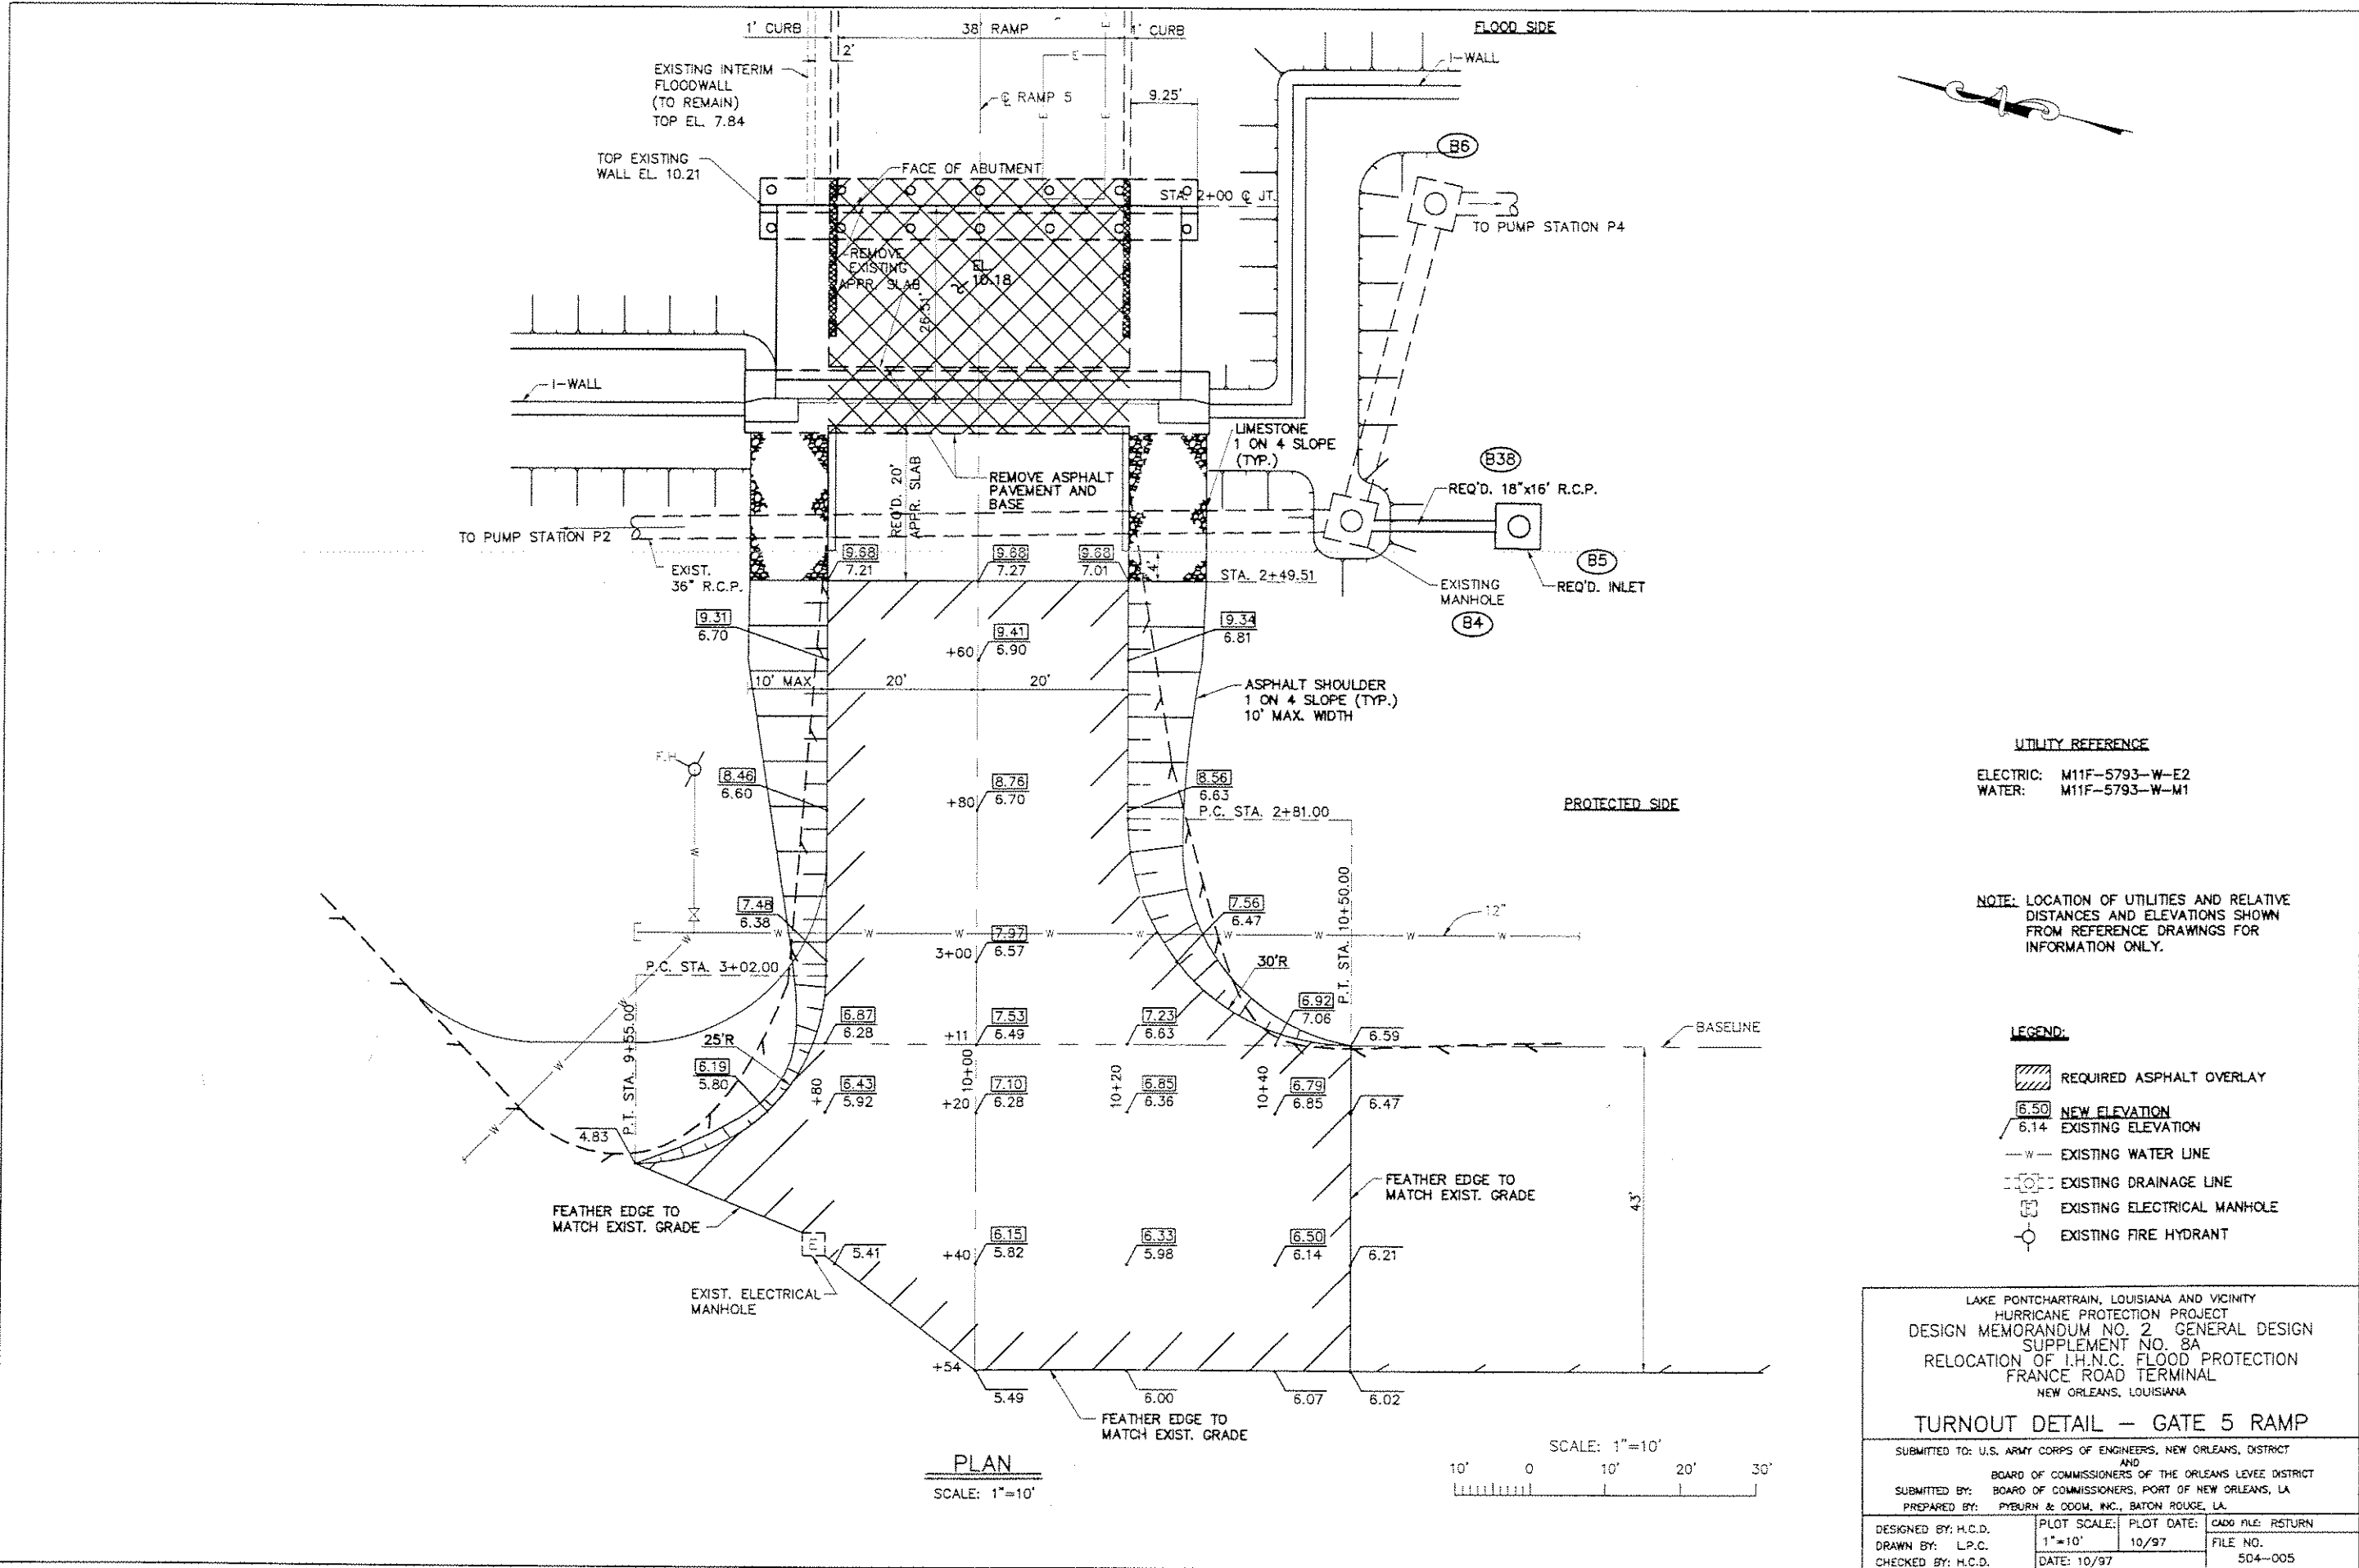 1' CURB
38' RAMP
1' CURB
2'
FLOOD SIDE
I-WALL
EXISTING INTERIM
FLOODWALL
(TO REMAIN)
TOP EL. 7.84
E
℄ RAMP 5
9.25'
E
E
TOP EXISTING
WALL EL. 10.21
FACE OF ABUTMENT
STA. 2+00 ℄ JT.
B6
TO PUMP STATION P4
REMOVE
EXISTING
APPR. SLAB
EL
10.18
26.51'
I-WALL
REQ'D. 20'
APPR. SLAB
REMOVE ASPHALT
PAVEMENT AND
BASE
LIMESTONE
1 ON 4 SLOPE
(TYP.)
B38
REQ'D. 18"x16' R.C.P.
TO PUMP STATION P2
EXIST.
36" R.C.P.
9.68
7.21
9.68
7.27
9.68
7.01
4'
STA. 2+49.51
EXISTING
MANHOLE
B4
B5
REQ'D. INLET
9.31
6.70
+60
9.41
6.90
9.34
6.81
10' MAX
20'
20'
ASPHALT SHOULDER
1 ON 4 SLOPE (TYP.)
10' MAX. WIDTH
F.H.
8.46
6.60
+80
8.76
6.70
8.56
6.63
P.C. STA. 2+81.00
PROTECTED SIDE
UTILITY REFERENCE
ELECTRIC: M11F-5793-W-E2
WATER: M11F-5793-W-M1
W
7.48
6.38
W W W W W W W W
3+00
7.97
6.57
7.56
6.47
12"
P.T. STA. 10+50.00
NOTE: LOCATION OF UTILITIES AND RELATIVE
DISTANCES AND ELEVATIONS SHOWN
FROM REFERENCE DRAWINGS FOR
INFORMATION ONLY.
P.C. STA. 3+02.00
30'R
W
W
W
W
P.T. STA. 9+55.00
25'R
6.87
6.28
+11
7.53
6.49
7.23
6.63
6.92
7.06
6.59
BASELINE
6.19
5.80
+80
6.43
5.92
10+00
+20
7.10
6.28
10+20
6.85
6.36
10+40
6.79
6.85
6.47
4.83
FEATHER EDGE TO
MATCH EXIST. GRADE
FEATHER EDGE TO
MATCH EXIST. GRADE
43'
E
5.41
+40
6.15
5.82
6.33
5.98
6.50
6.14
6.21
EXIST. ELECTRICAL
MANHOLE
+54
5.49
6.00
6.07
6.02
FEATHER EDGE TO
MATCH EXIST. GRADE
LEGEND:
REQUIRED ASPHALT OVERLAY
6.50 NEW ELEVATION
6.14 EXISTING ELEVATION
W EXISTING WATER LINE
EXISTING DRAINAGE LINE
E EXISTING ELECTRICAL MANHOLE
EXISTING FIRE HYDRANT
PLAN
SCALE: 1"=10'
SCALE: 1"=10'
10' 0 10' 20' 30'
LAKE PONTCHARTRAIN, LOUISIANA AND VICINITY
HURRICANE PROTECTION PROJECT
DESIGN MEMORANDUM NO. 2 GENERAL DESIGN
SUPPLEMENT NO. 8A
RELOCATION OF I.H.N.C. FLOOD PROTECTION
FRANCE ROAD TERMINAL
NEW ORLEANS, LOUISIANA
TURNOUT DETAIL - GATE 5 RAMP
SUBMITTED TO: U.S. ARMY CORPS OF ENGINEERS, NEW ORLEANS, DISTRICT
AND
BOARD OF COMMISSIONERS OF THE ORLEANS LEVEE DISTRICT
SUBMITTED BY: BOARD OF COMMISSIONERS, PORT OF NEW ORLEANS, LA
PREPARED BY: PYBURN & ODOM, INC., BATON ROUGE, LA.
DESIGNED BY: H.C.D.
DRAWN BY: L.P.C.
CHECKED BY: H.C.D.
PLOT SCALE:
1"=10'
PLOT DATE:
10/97
DATE: 10/97
CADD FILE: R5TURN
FILE NO.
504-005